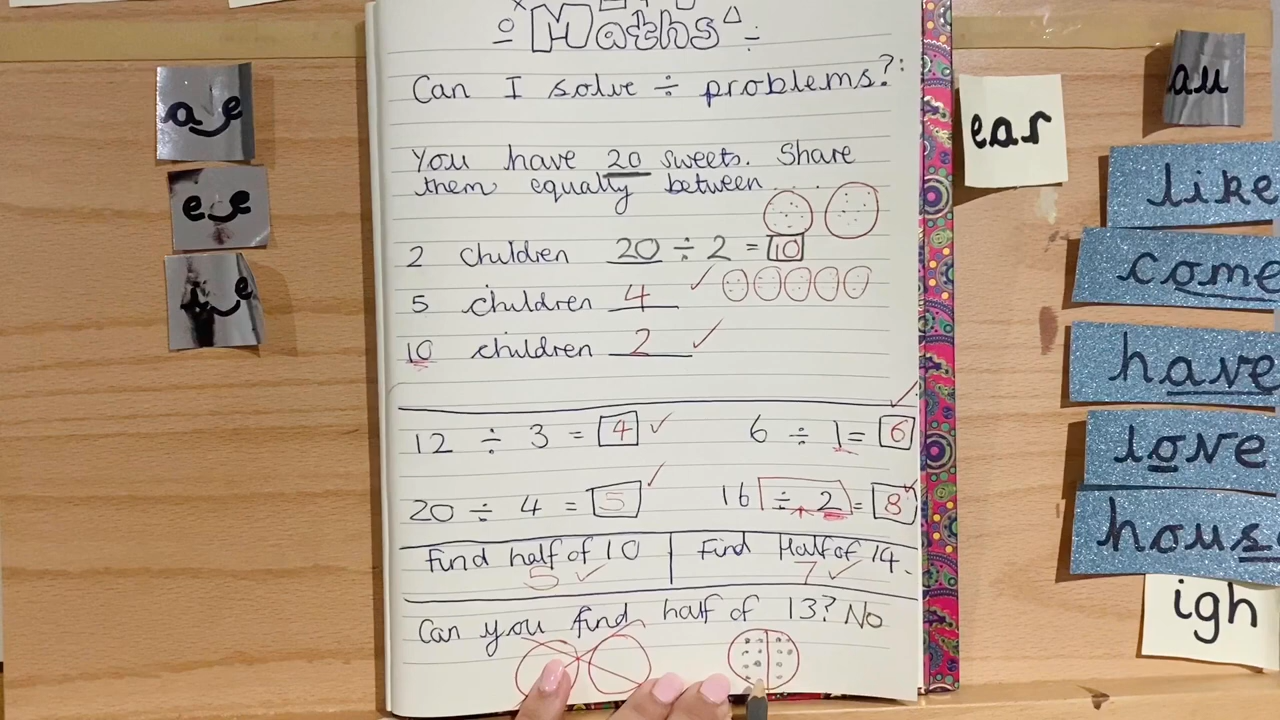 Maths
Can I solve ÷ problems?
You have 20 sweets. Share
them equally between...
2 children 20 ÷ 2 = 10
5 children 4 ✓
10 children 2 ✓
12 ÷ 3 = 4 ✓ 6 ÷ 1 = 6 ✓
20 ÷ 4 = 5 ✓ 16 ÷ 2 = 8 ✓
Find half of 10
5 ✓
Find Half of 14.
7 ✓
Can you find half of 13? No
a_e
e_e
ear
au
like
come
have
love
hous
igh